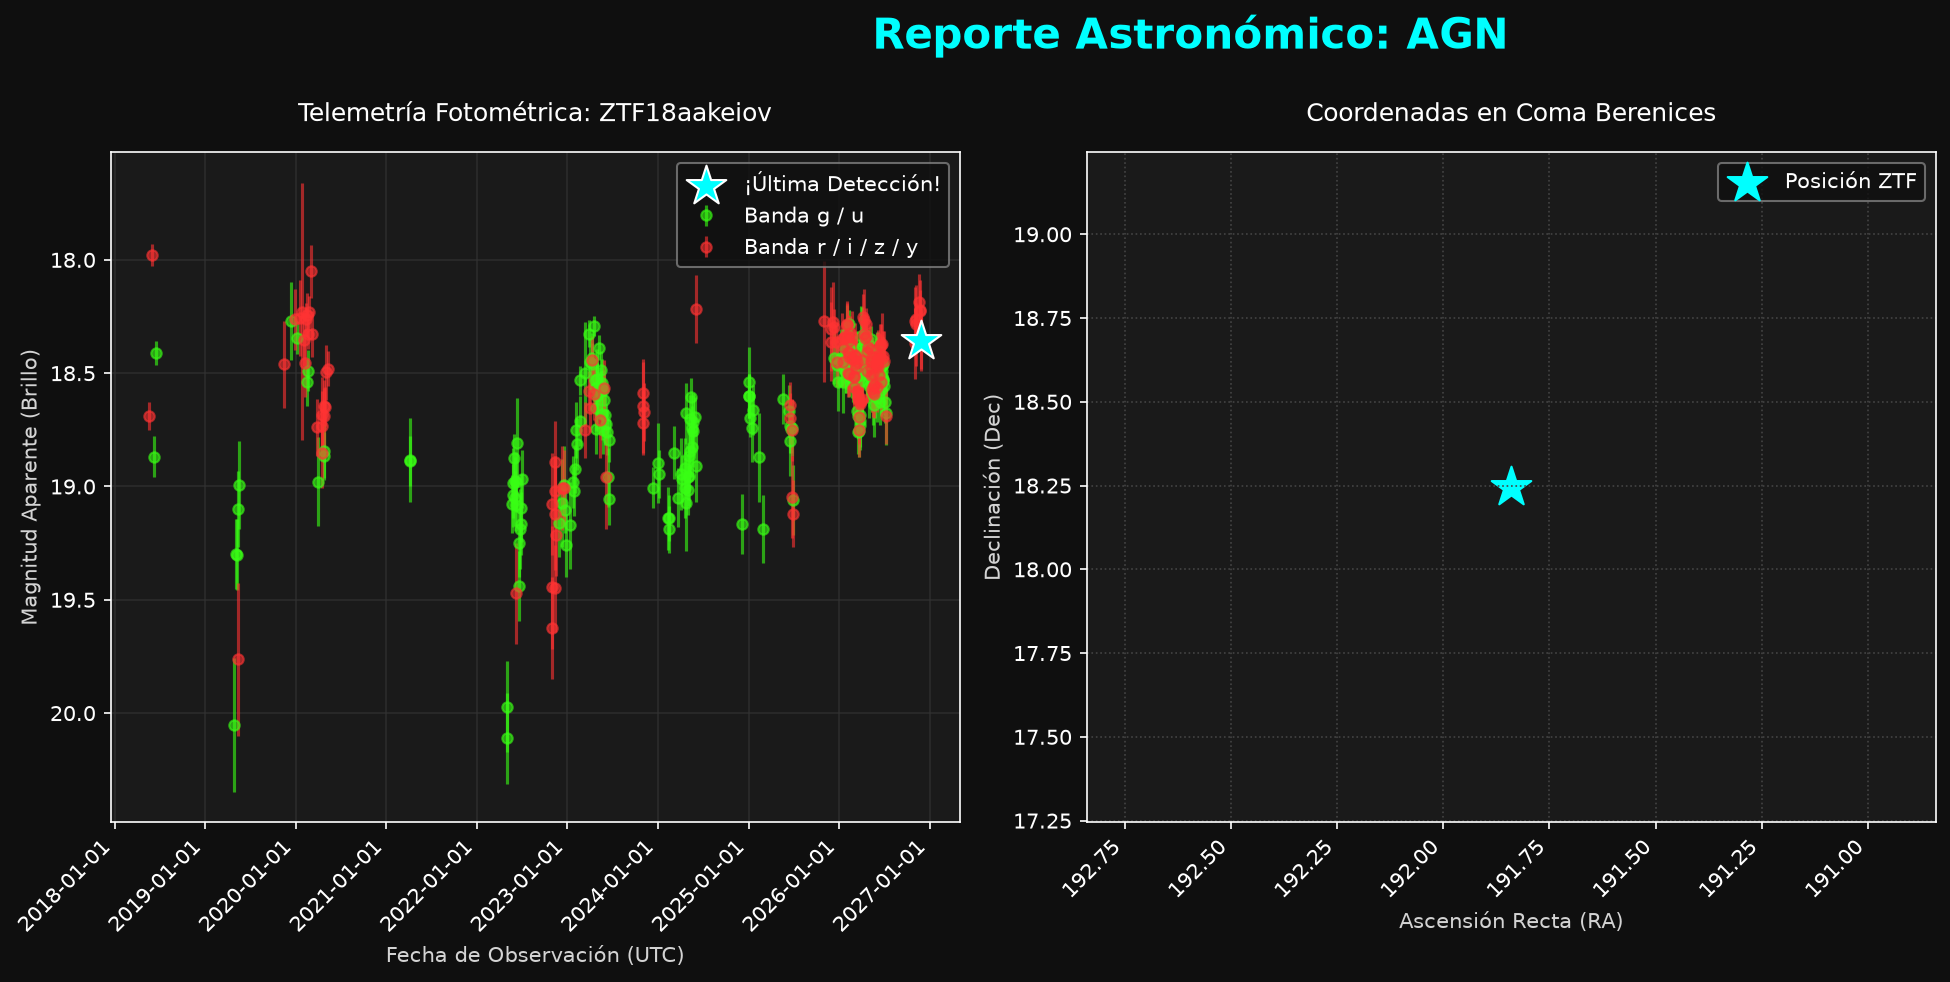 Reporte Astronómico: AGN
Telemetría Fotométrica: ZTF18aakeiov
¡Última Detección!
Banda g / u
Banda r / i / z / y
Magnitud Aparente (Brillo)
18.0
18.5
19.0
19.5
20.0
2018-01-01
2019-01-01
2020-01-01
2021-01-01
2022-01-01
2023-01-01
2024-01-01
2025-01-01
2026-01-01
2027-01-01
Fecha de Observación (UTC)
Coordenadas en Coma Berenices
Posición ZTF
Declinación (Dec)
19.00
18.75
18.50
18.25
18.00
17.75
17.50
17.25
192.75
192.50
192.25
192.00
191.75
191.50
191.25
191.00
Ascensión Recta (RA)